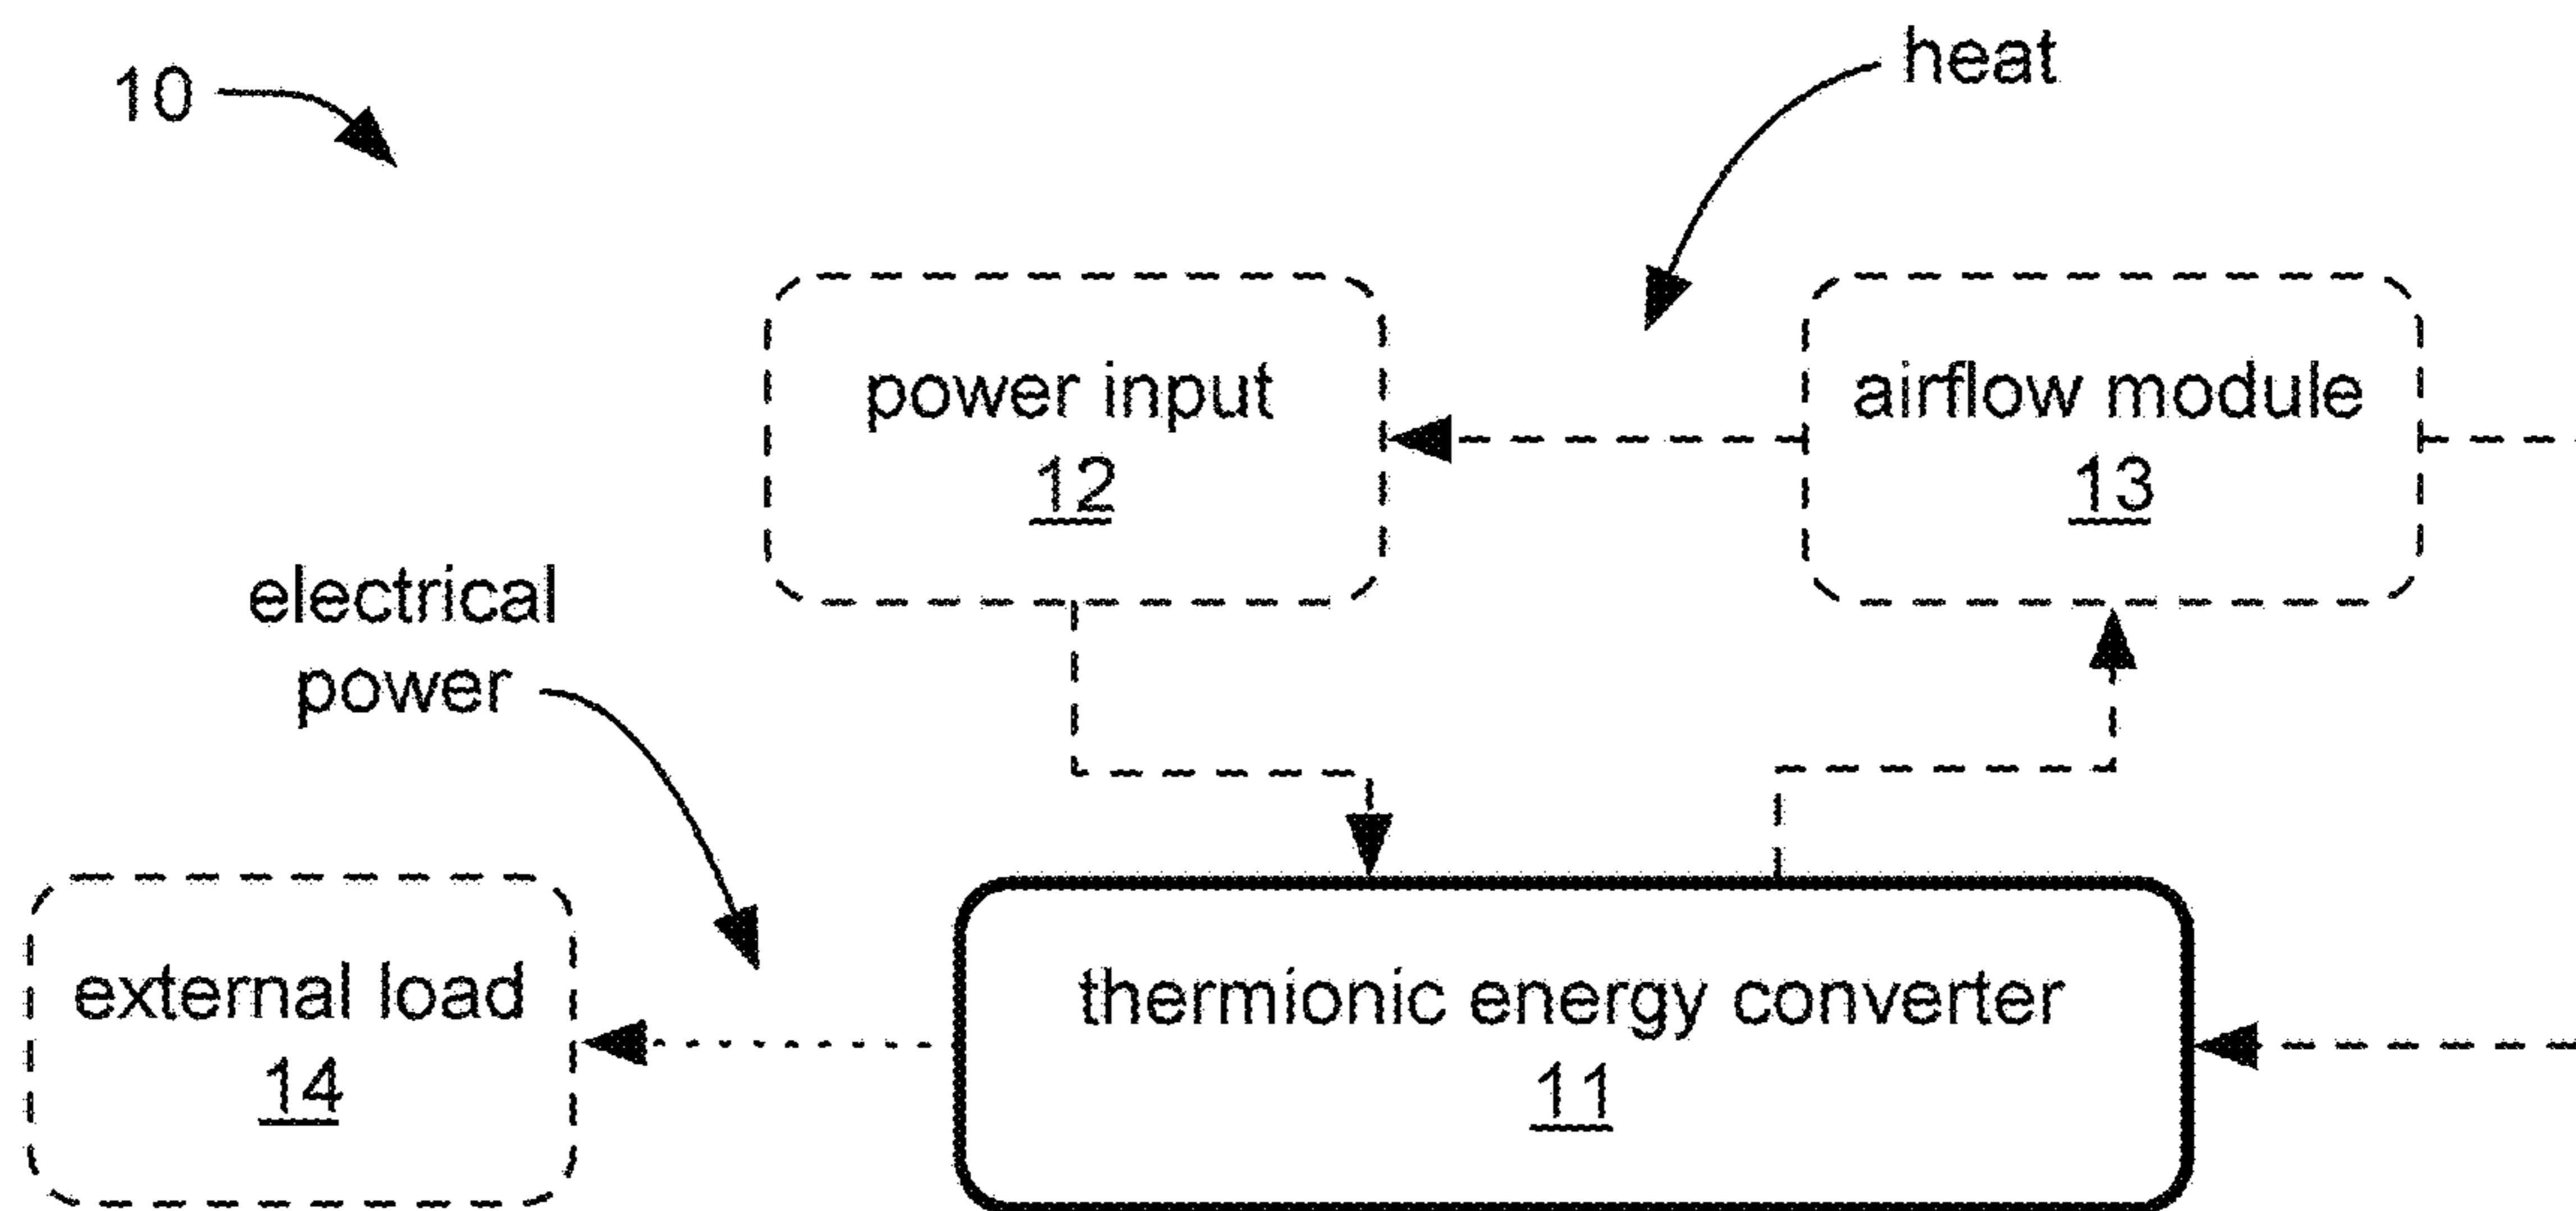 10
heat
power input
12
airflow module
13
electrical
power
external load
14
thermionic energy converter
11